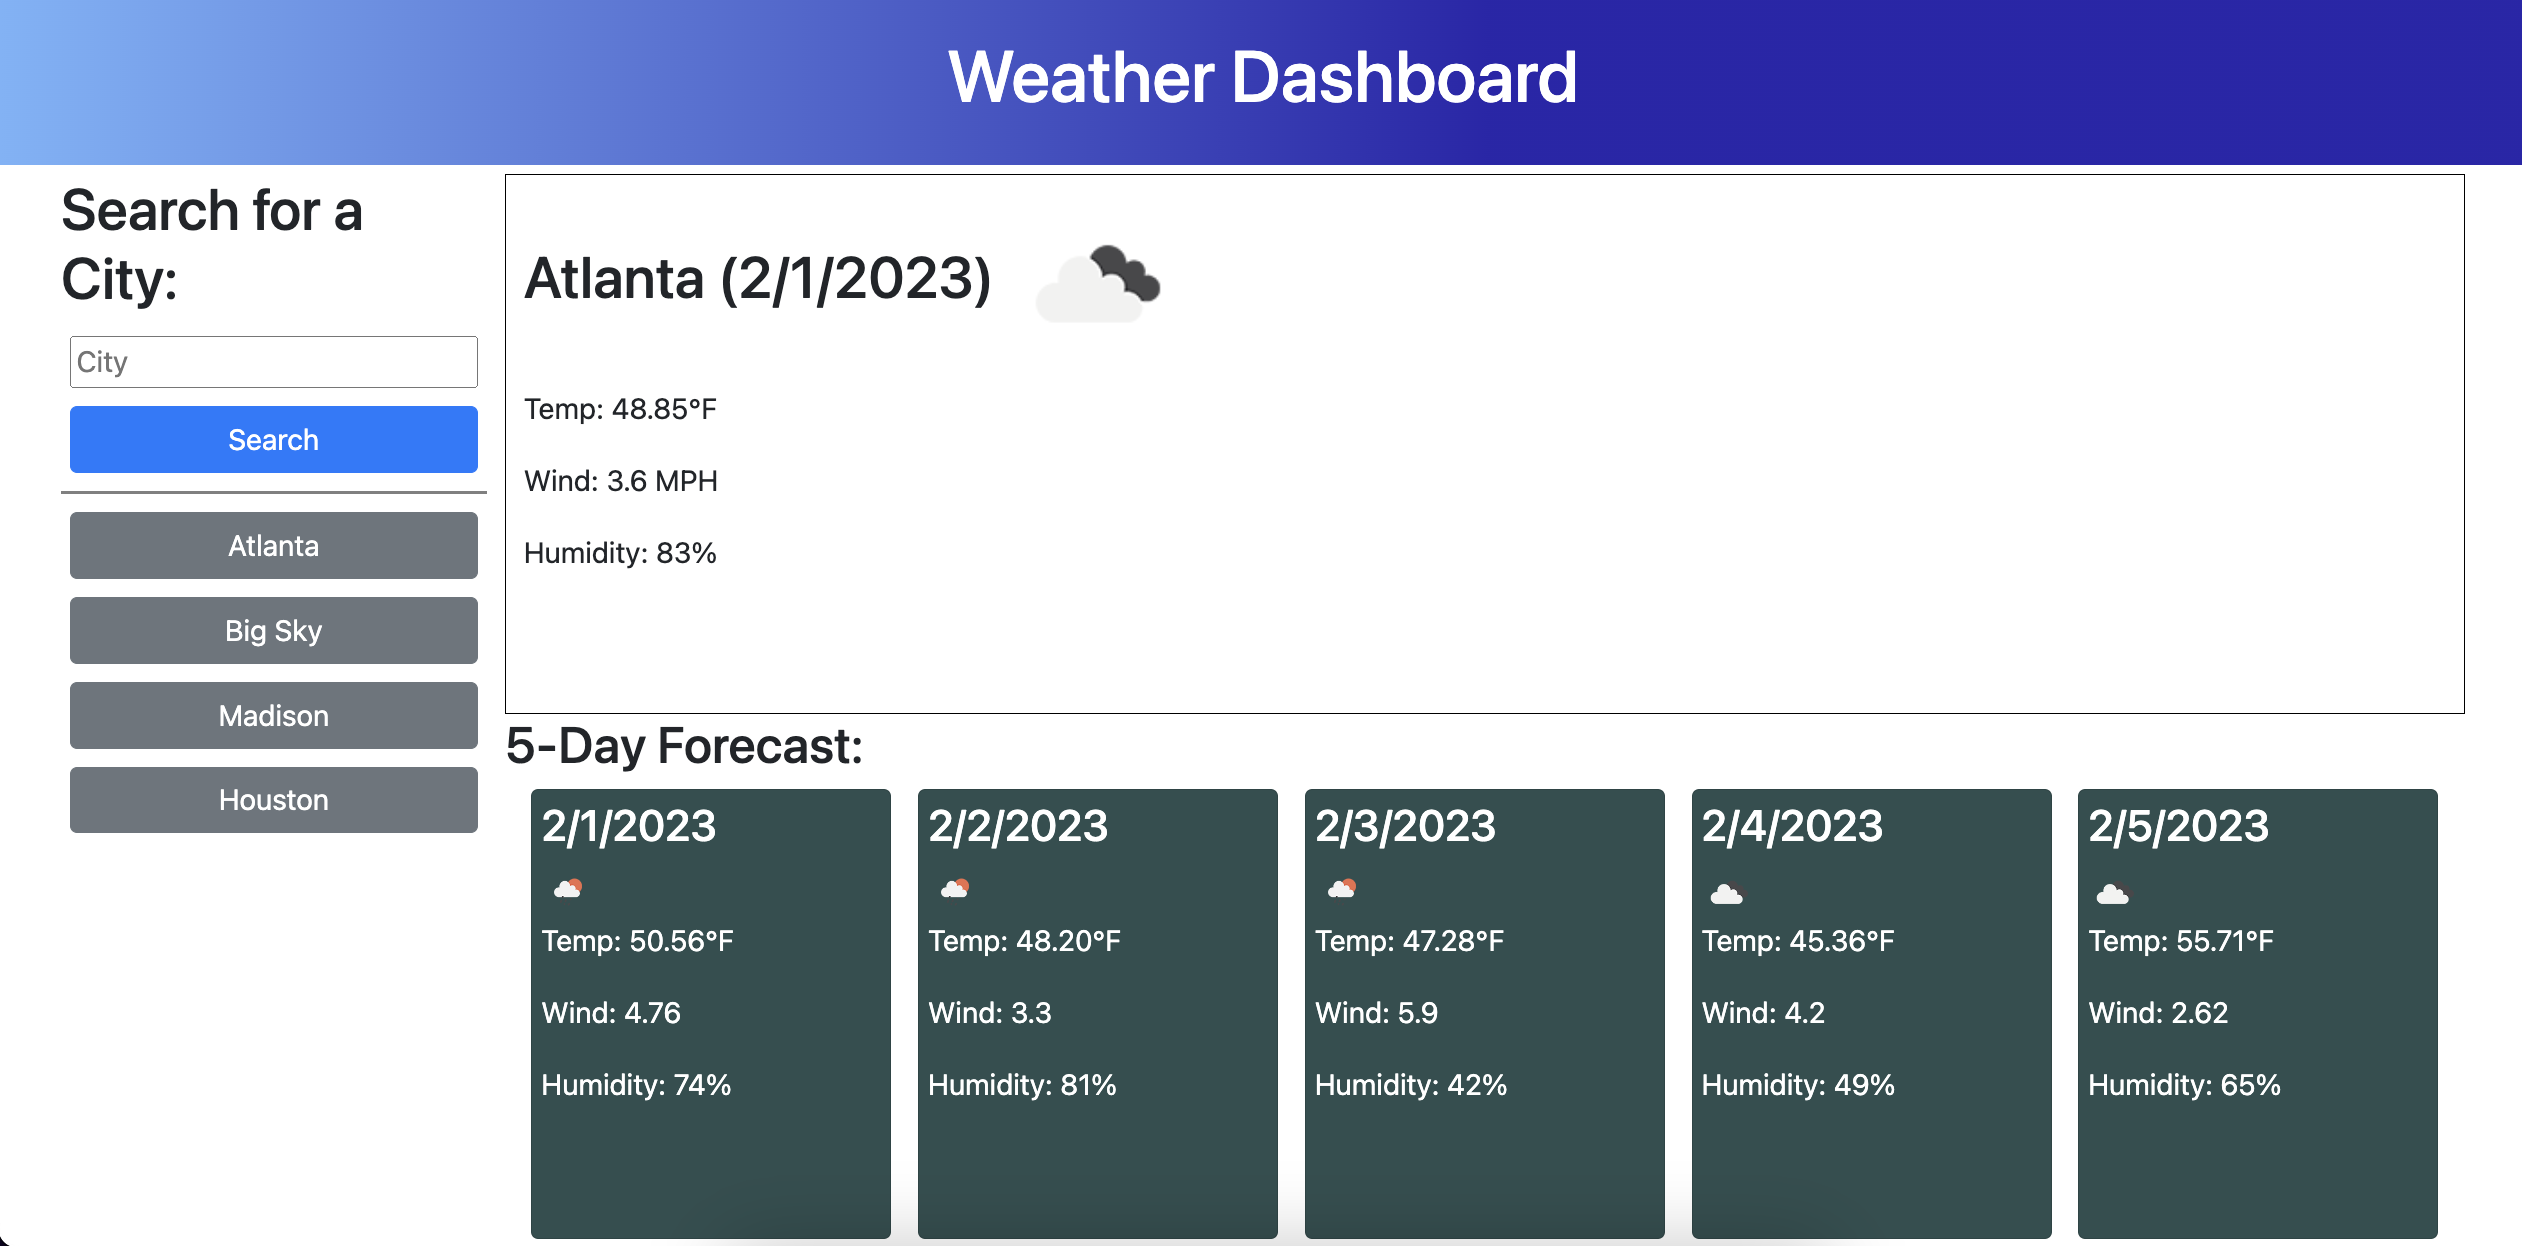 Weather Dashboard
Search for a
City:
City
Search
Atlanta
Big Sky
Madison
Houston
Atlanta (2/1/2023)
Temp: 48.85°F
Wind: 3.6 MPH
Humidity: 83%
5-Day Forecast:
2/1/2023
Temp: 50.56°F
Wind: 4.76
Humidity: 74%
2/2/2023
Temp: 48.20°F
Wind: 3.3
Humidity: 81%
2/3/2023
Temp: 47.28°F
Wind: 5.9
Humidity: 42%
2/4/2023
Temp: 45.36°F
Wind: 4.2
Humidity: 49%
2/5/2023
Temp: 55.71°F
Wind: 2.62
Humidity: 65%